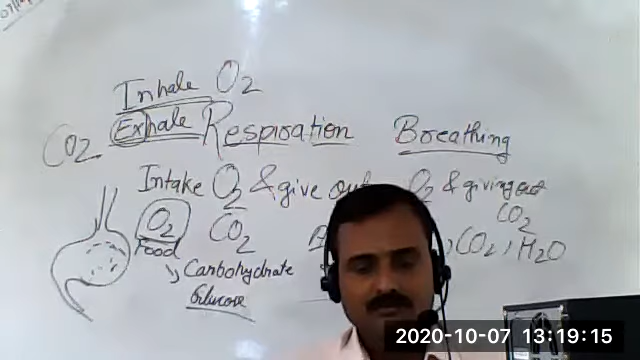 Inhale O2
CO2 Exhale Respiration Breathing
Intake O2 & give out O2 & giving out
O2 CO2 CO2
Food , CO2, H2O
Carbohydrate
Glucose
2020-10-07 13:19:15